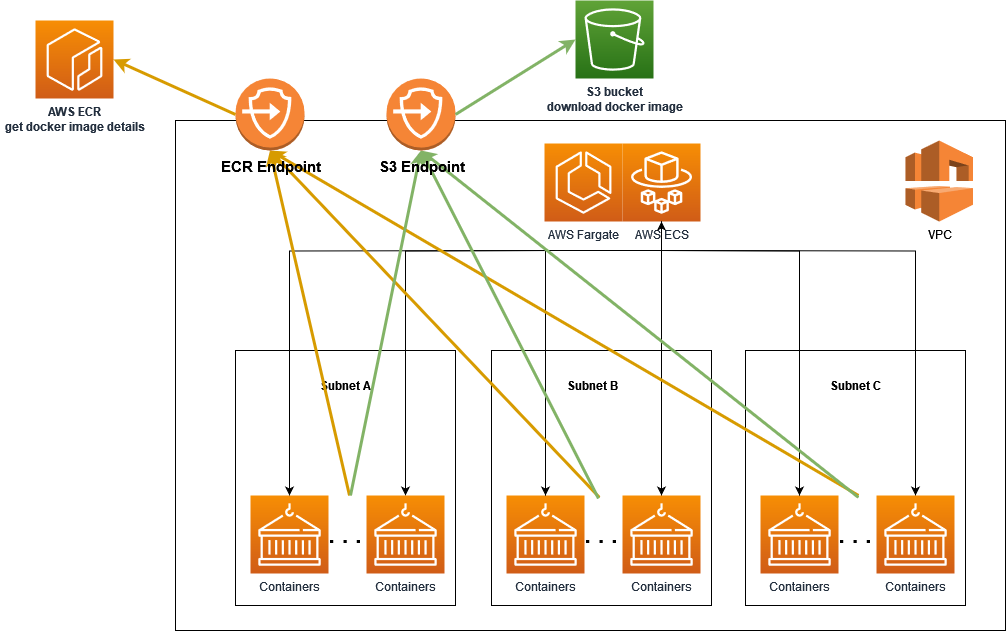 AWS ECR
get docker image details
S3 bucket
download docker image
ECR Endpoint
S3 Endpoint
AWS Fargate
AWS ECS
VPC
Subnet A
Subnet B
Subnet C
. . .
. . .
. . .
Containers
Containers
Containers
Containers
Containers
Containers